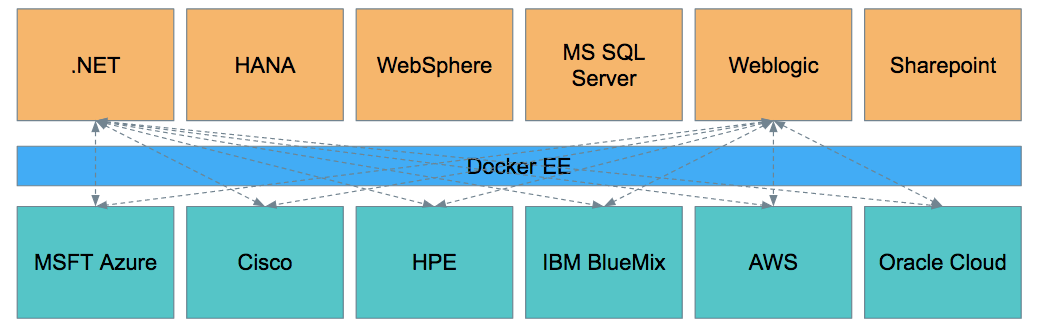 .NET
HANA
WebSphere
MS SQL
Server
Weblogic
Sharepoint
Docker EE
MSFT Azure
Cisco
HPE
IBM BlueMix
AWS
Oracle Cloud